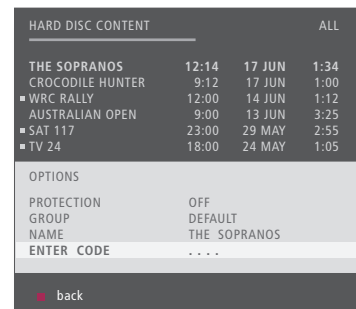 HARD DISC CONTENT ALL
THE SOPRANOS 12:14 17 JUN 1:34
CROCODILE HUNTER 9:12 17 JUN 1:00
WRC RALLY 12:00 14 JUN 1:12
AUSTRALIAN OPEN 9:00 13 JUN 3:25
SAT 117 23:00 29 MAY 2:55
TV 24 18:00 24 MAY 1:05
OPTIONS
PROTECTION OFF
GROUP DEFAULT
NAME THE SOPRANOS
ENTER CODE . . . .
back